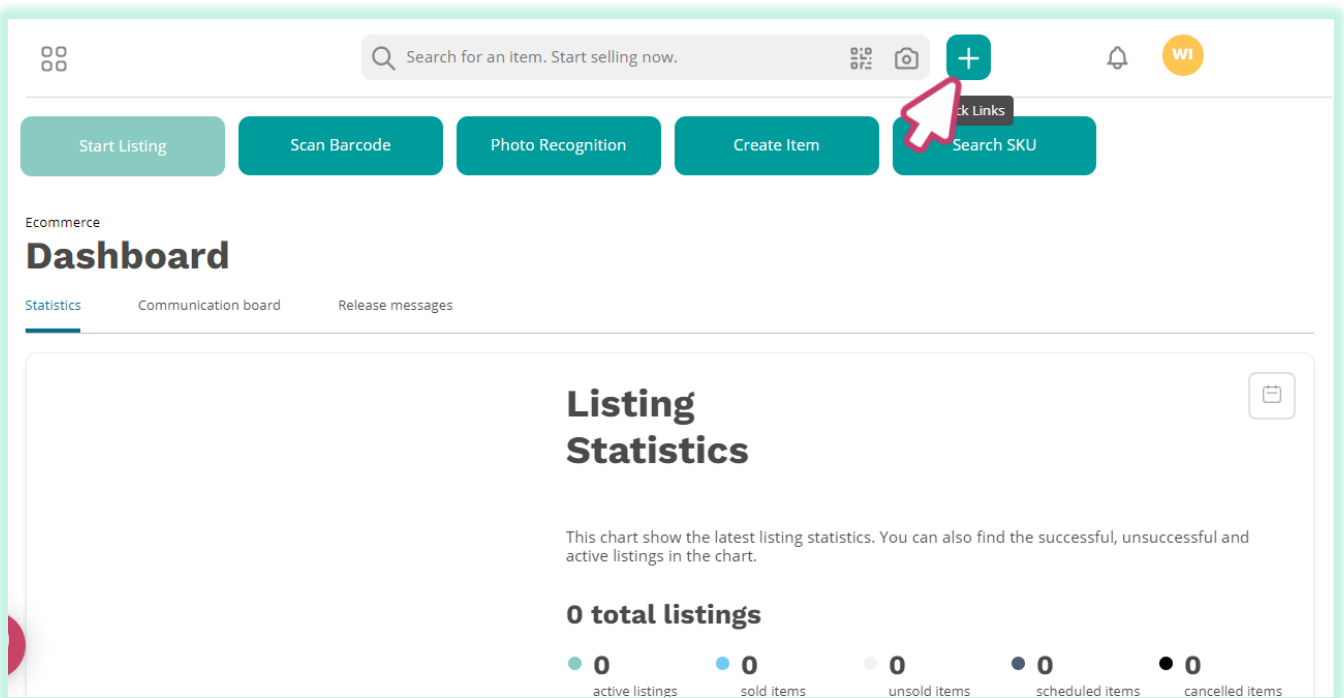 Search for an item. Start selling now.
WI
Links
Start Listing
Scan Barcode
Photo Recognition
Create Item
Search SKU
Ecommerce
Dashboard
Statistics
Communication board
Release messages
Listing
Statistics
This chart show the latest listing statistics. You can also find the successful, unsuccessful and
active listings in the chart.
0 total listings
0
0
0
0
0
active listings
sold items
unsold items
scheduled items
cancelled items